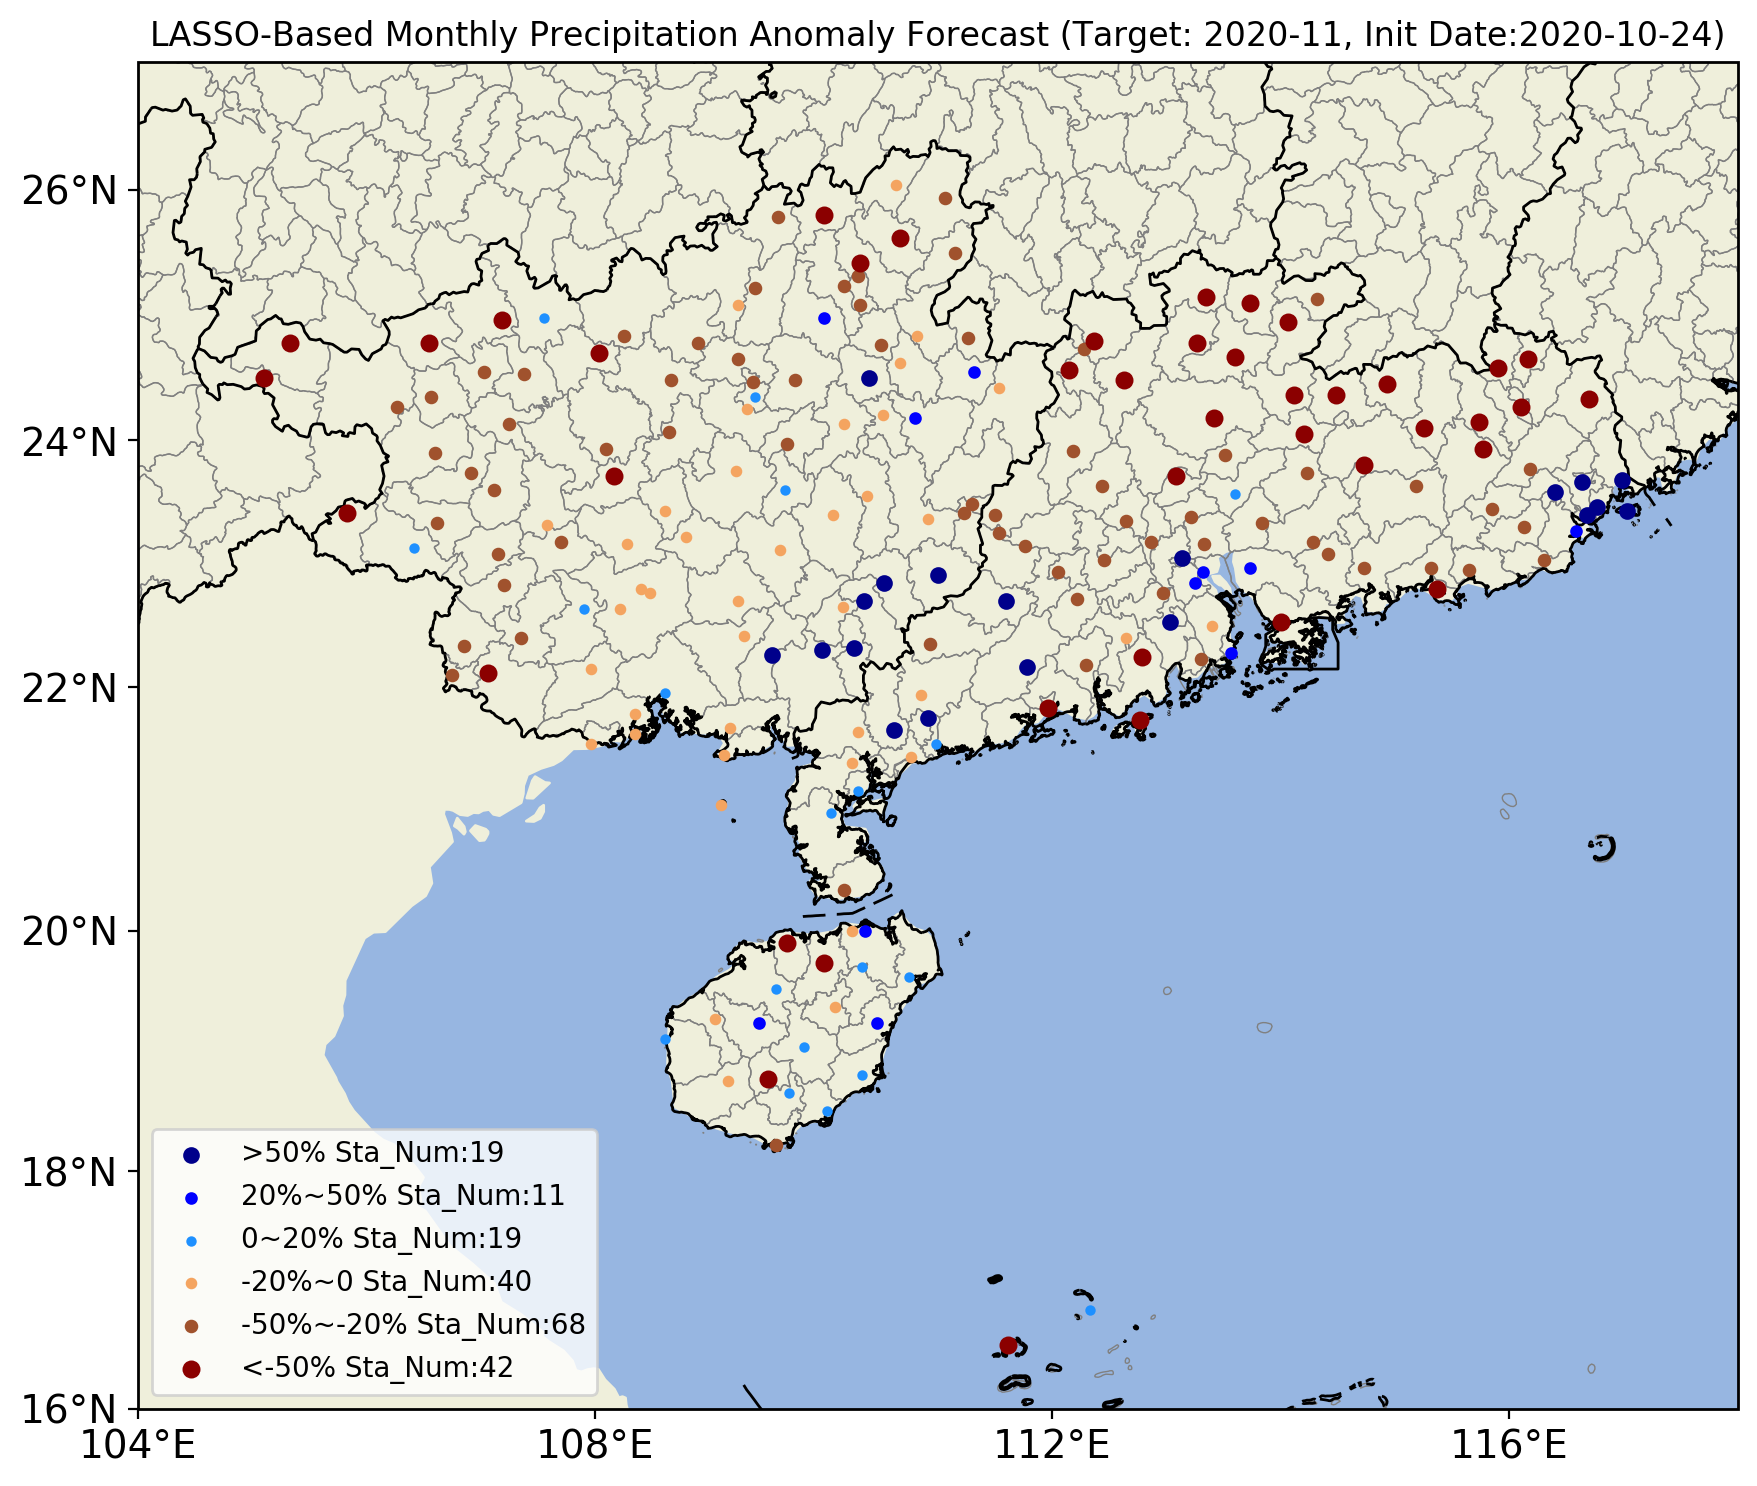 LASSO-Based Monthly Precipitation Anomaly Forecast (Target: 2020-11, Init Date:2020-10-24)
26°N
24°N
22°N
20°N
18°N
16°N
>50% Sta_Num:19
20%~50% Sta_Num:11
0~20% Sta_Num:19
-20%~0 Sta_Num:40
-50%~-20% Sta_Num:68
<-50% Sta_Num:42
104°E
108°E
112°E
116°E